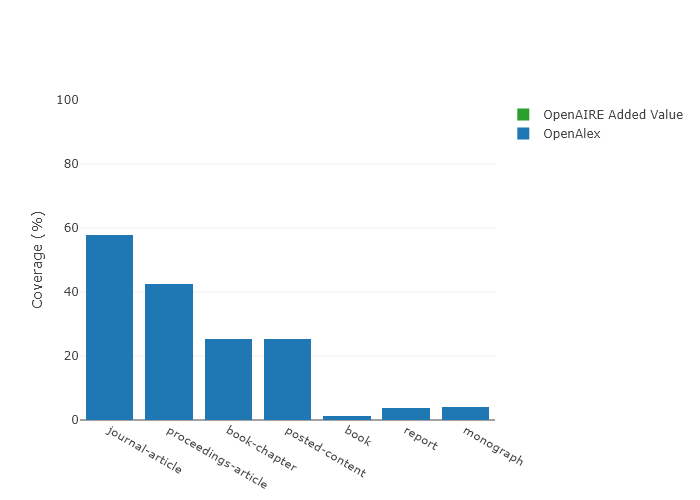 100
80
60
40
20
0
Coverage (%)
journal-article
proceedings-article
book-chapter
posted-content
book
report
monograph
OpenAIRE Added Value
OpenAlex